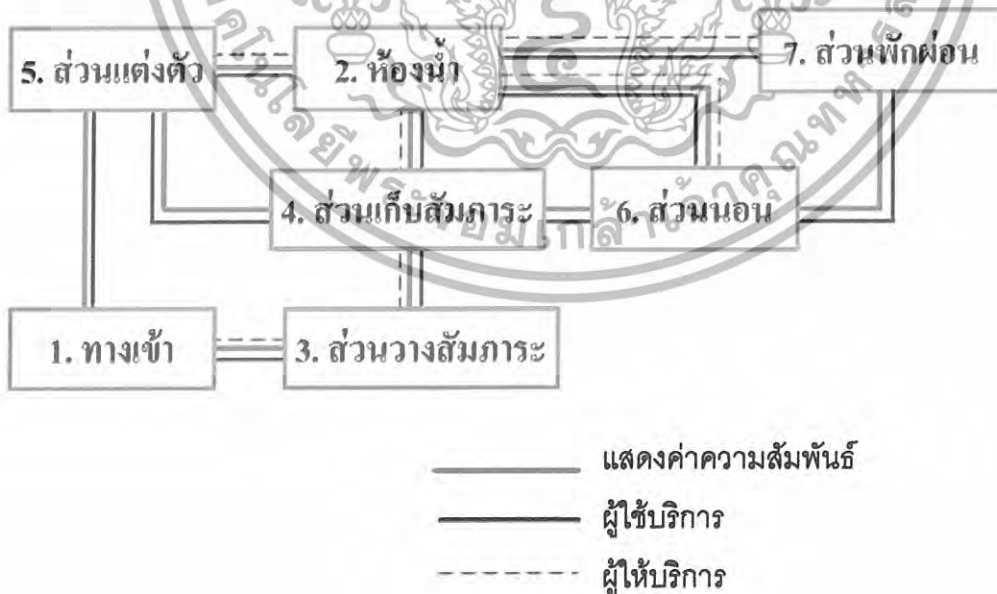 5. ส่วนแต่งตัว
2. ห้องน้ำ
7. ส่วนพักผ่อน
4. ส่วนเก็บสัมภาระ
6. ส่วนนอน
1. ทางเข้า
3. ส่วนวางสัมภาระ
แสดงค่าความสัมพันธ์
ผู้ใช้บริการ
ผู้ให้บริการ